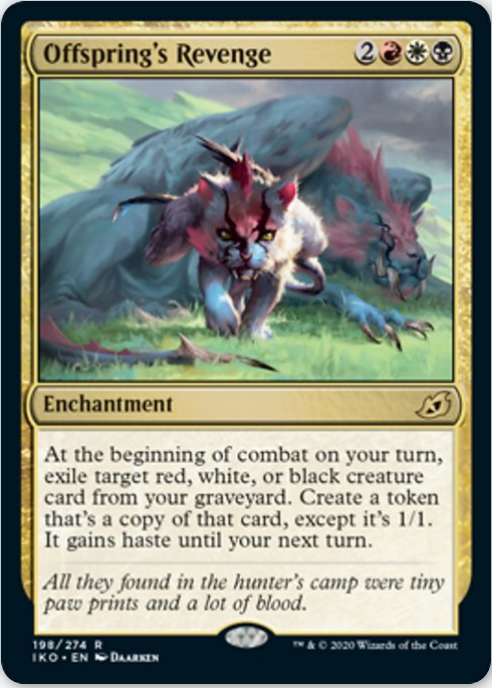 Offspring's Revenge 2
Enchantment
At the beginning of combat on your turn,
exile target red, white, or black creature
card from your graveyard. Create a token
that's a copy of that card, except it's 1/1.
It gains haste until your next turn.
All they found in the hunter's camp were tiny
paw prints and a lot of blood.
198/274 R
IKO • EN Daarken
™ & © 2020 Wizards of the Coast